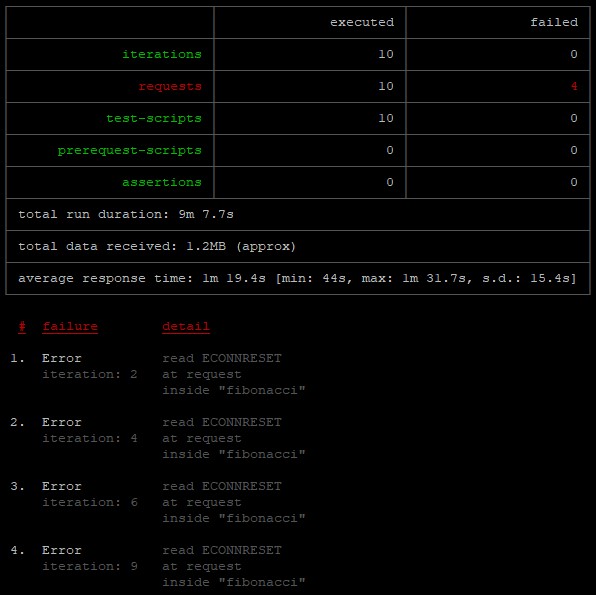 executed failed
iterations 10 0
requests 10 4
test-scripts 10 0
prerequest-scripts 0 0
assertions 0 0
total run duration: 9m 7.7s
total data received: 1.2MB (approx)
average response time: 1m 19.4s [min: 44s, max: 1m 31.7s, s.d.: 15.4s]
# failure detail
1. Error read ECONNRESET
iteration: 2 at request
inside "fibonacci"
2. Error read ECONNRESET
iteration: 4 at request
inside "fibonacci"
3. Error read ECONNRESET
iteration: 6 at request
inside "fibonacci"
4. Error read ECONNRESET
iteration: 9 at request
inside "fibonacci"